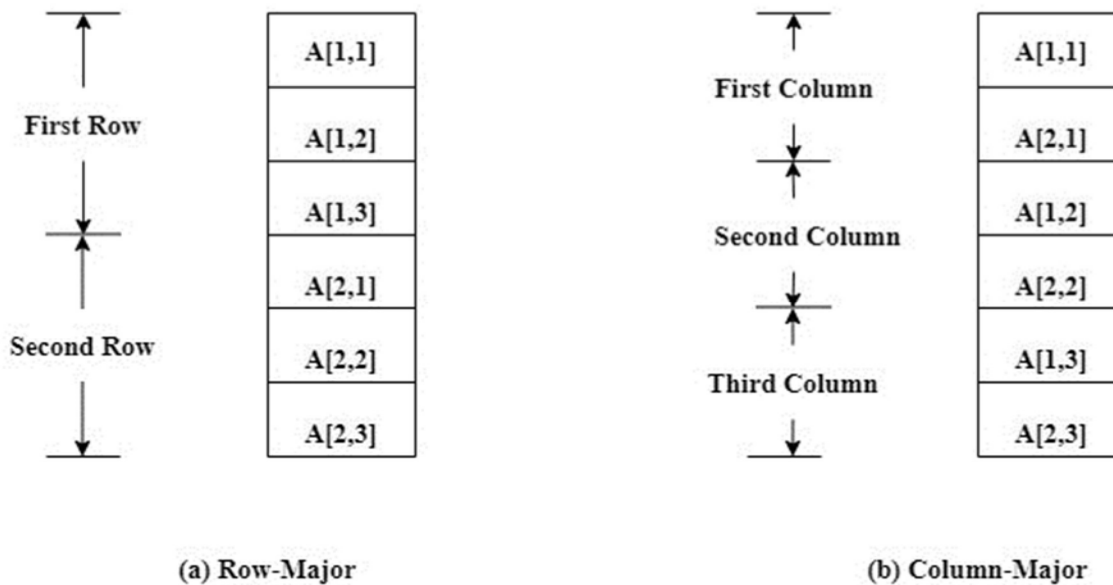 A[1,1]
First Row
A[1,2]
A[1,3]
A[2,1]
Second Row
A[2,2]
A[2,3]
(a) Row-Major
A[1,1]
First Column
A[2,1]
A[1,2]
Second Column
A[2,2]
A[1,3]
Third Column
A[2,3]
(b) Column-Major